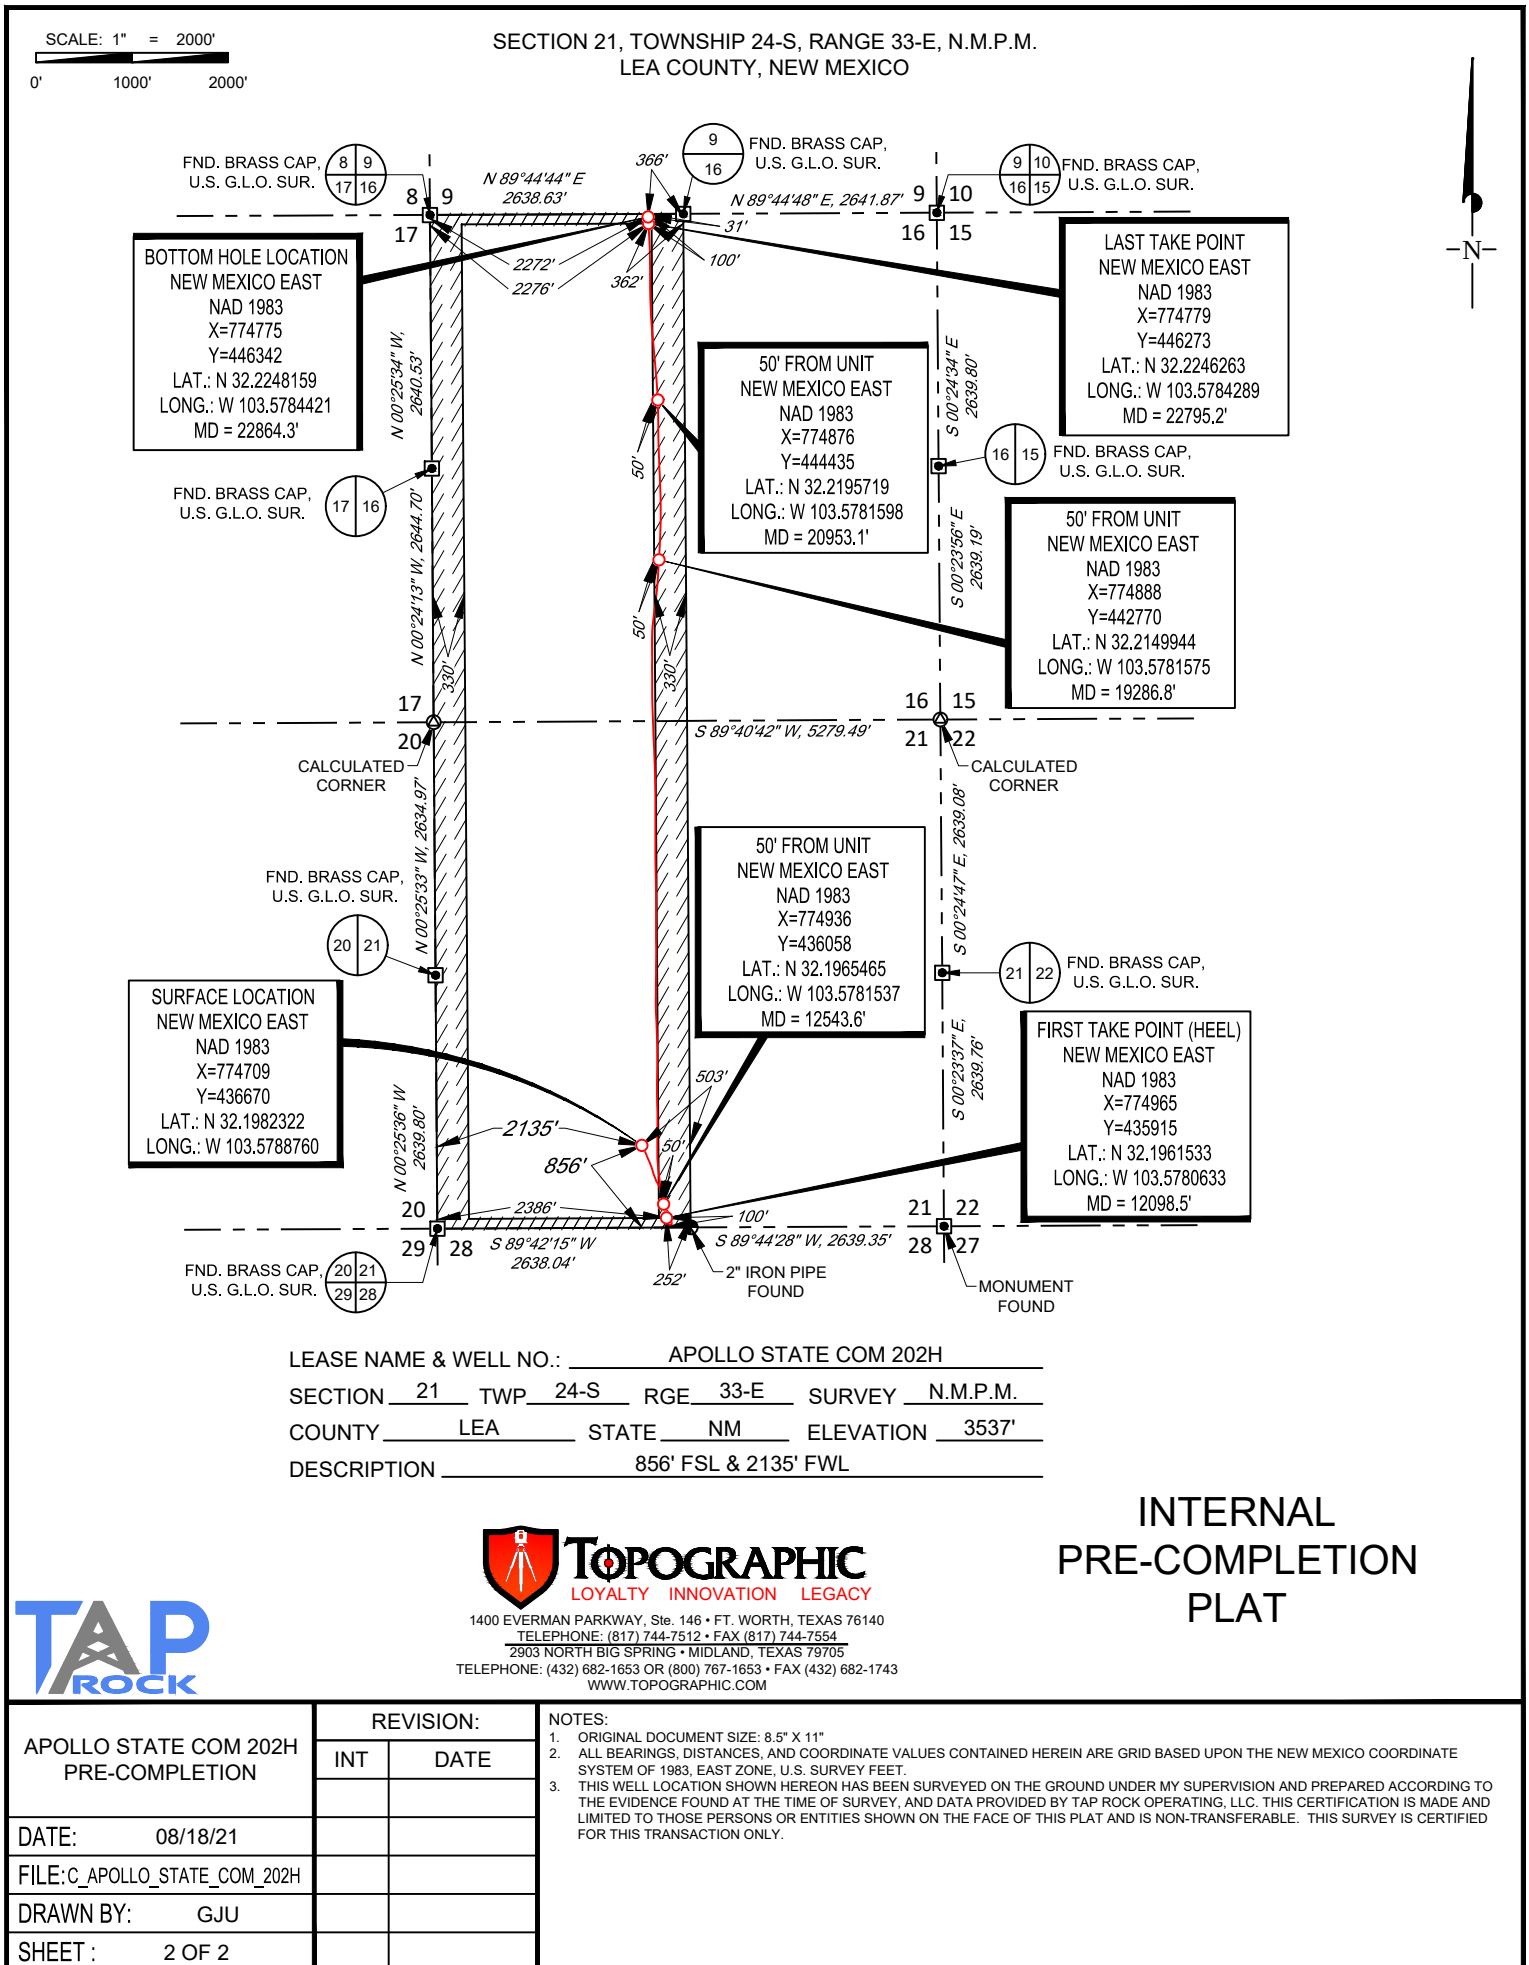 SCALE: 1" = 2000'
0' 1000' 2000'
SECTION 21, TOWNSHIP 24-S, RANGE 33-E, N.M.P.M.
LEA COUNTY, NEW MEXICO
-N-
FND. BRASS CAP,
U.S. G.L.O. SUR.
8 9
17 16
8 9
17
N 89°44'44" E
2638.63'
366'
9
16
FND. BRASS CAP,
U.S. G.L.O. SUR.
N 89°44'48" E, 2641.87'
9 10
16 15
9 10
16 15
FND. BRASS CAP,
U.S. G.L.O. SUR.
31'
100'
2272'
2276'
362'
BOTTOM HOLE LOCATION
NEW MEXICO EAST
NAD 1983
X=774775
Y=446342
LAT.: N 32.2248159
LONG.: W 103.5784421
MD = 22864.3'
LAST TAKE POINT
NEW MEXICO EAST
NAD 1983
X=774779
Y=446273
LAT.: N 32.2246263
LONG.: W 103.5784289
MD = 22795.2'
N 00°25'34" W,
2640.53'
50' FROM UNIT
NEW MEXICO EAST
NAD 1983
X=774876
Y=444435
LAT.: N 32.2195719
LONG.: W 103.5781598
MD = 20953.1'
S 00°24'34" E
2639.80'
50'
16 15
FND. BRASS CAP,
U.S. G.L.O. SUR.
FND. BRASS CAP,
U.S. G.L.O. SUR.
17 16
N 00°24'13" W, 2644.70'
50' FROM UNIT
NEW MEXICO EAST
NAD 1983
X=774888
Y=442770
LAT.: N 32.2149944
LONG.: W 103.5781575
MD = 19286.8'
S 00°23'56" E
2639.19'
50'
330'
330'
17
20
16 15
21 22
S 89°40'42" W, 5279.49'
CALCULATED
CORNER
CALCULATED
CORNER
N 00°25'33" W, 2634.97'
S 00°24'47" E, 2639.08'
50' FROM UNIT
NEW MEXICO EAST
NAD 1983
X=774936
Y=436058
LAT.: N 32.1965465
LONG.: W 103.5781537
MD = 12543.6'
FND. BRASS CAP,
U.S. G.L.O. SUR.
20 21
21 22
FND. BRASS CAP,
U.S. G.L.O. SUR.
SURFACE LOCATION
NEW MEXICO EAST
NAD 1983
X=774709
Y=436670
LAT.: N 32.1982322
LONG.: W 103.5788760
FIRST TAKE POINT (HEEL)
NEW MEXICO EAST
NAD 1983
X=774965
Y=435915
LAT.: N 32.1961533
LONG.: W 103.5780633
MD = 12098.5'
S 00°23'37" E,
2639.76'
N 00°25'36" W
2639.80'
503'
2135'
50'
856'
2386'
100'
20
29 28
21 22
28 27
S 89°42'15" W
2638.04'
S 89°44'28" W, 2639.35'
252'
2" IRON PIPE
FOUND
MONUMENT
FOUND
FND. BRASS CAP,
U.S. G.L.O. SUR.
20 21
29 28
LEASE NAME & WELL NO.: APOLLO STATE COM 202H
SECTION 21 TWP 24-S RGE 33-E SURVEY N.M.P.M.
COUNTY LEA STATE NM ELEVATION 3537'
DESCRIPTION 856' FSL & 2135' FWL
INTERNAL
PRE-COMPLETION
PLAT
TOPOGRAPHIC
LOYALTY INNOVATION LEGACY
1400 EVERMAN PARKWAY, Ste. 146 • FT. WORTH, TEXAS 76140
TELEPHONE: (817) 744-7512 • FAX (817) 744-7554
2903 NORTH BIG SPRING • MIDLAND, TEXAS 79705
TELEPHONE: (432) 682-1653 OR (800) 767-1653 • FAX (432) 682-1743
WWW.TOPOGRAPHIC.COM
TAP
ROCK
APOLLO STATE COM 202H
PRE-COMPLETION
REVISION:
INT DATE
DATE: 08/18/21
FILE: C_APOLLO_STATE_COM_202H
DRAWN BY: GJU
SHEET : 2 OF 2
NOTES:
1. ORIGINAL DOCUMENT SIZE: 8.5" X 11"
2. ALL BEARINGS, DISTANCES, AND COORDINATE VALUES CONTAINED HEREIN ARE GRID BASED UPON THE NEW MEXICO COORDINATE
SYSTEM OF 1983, EAST ZONE, U.S. SURVEY FEET.
3. THIS WELL LOCATION SHOWN HEREON HAS BEEN SURVEYED ON THE GROUND UNDER MY SUPERVISION AND PREPARED ACCORDING TO
THE EVIDENCE FOUND AT THE TIME OF SURVEY, AND DATA PROVIDED BY TAP ROCK OPERATING, LLC. THIS CERTIFICATION IS MADE AND
LIMITED TO THOSE PERSONS OR ENTITIES SHOWN ON THE FACE OF THIS PLAT AND IS NON-TRANSFERABLE. THIS SURVEY IS CERTIFIED
FOR THIS TRANSACTION ONLY.